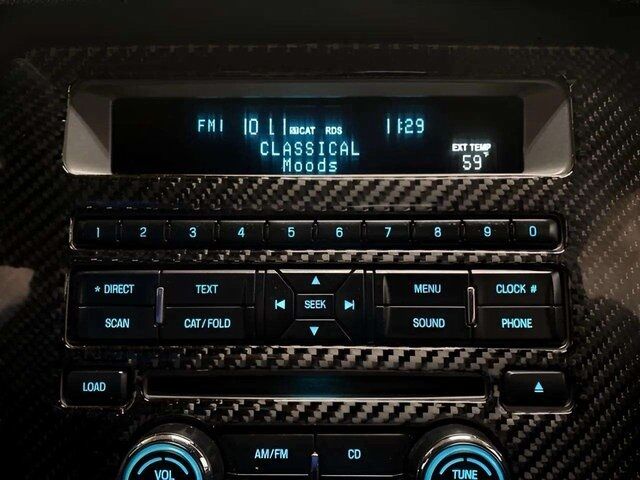 FM1 101.1 CAT RDS 11:29
CLASSICAL EXT TEMP
Moods 59°F
1 2 3 4 5 6 7 8 9 0
* DIRECT TEXT MENU CLOCK #
SEEK
SCAN CAT/FOLD SOUND PHONE
LOAD
AM/FM CD
VOL TUNE